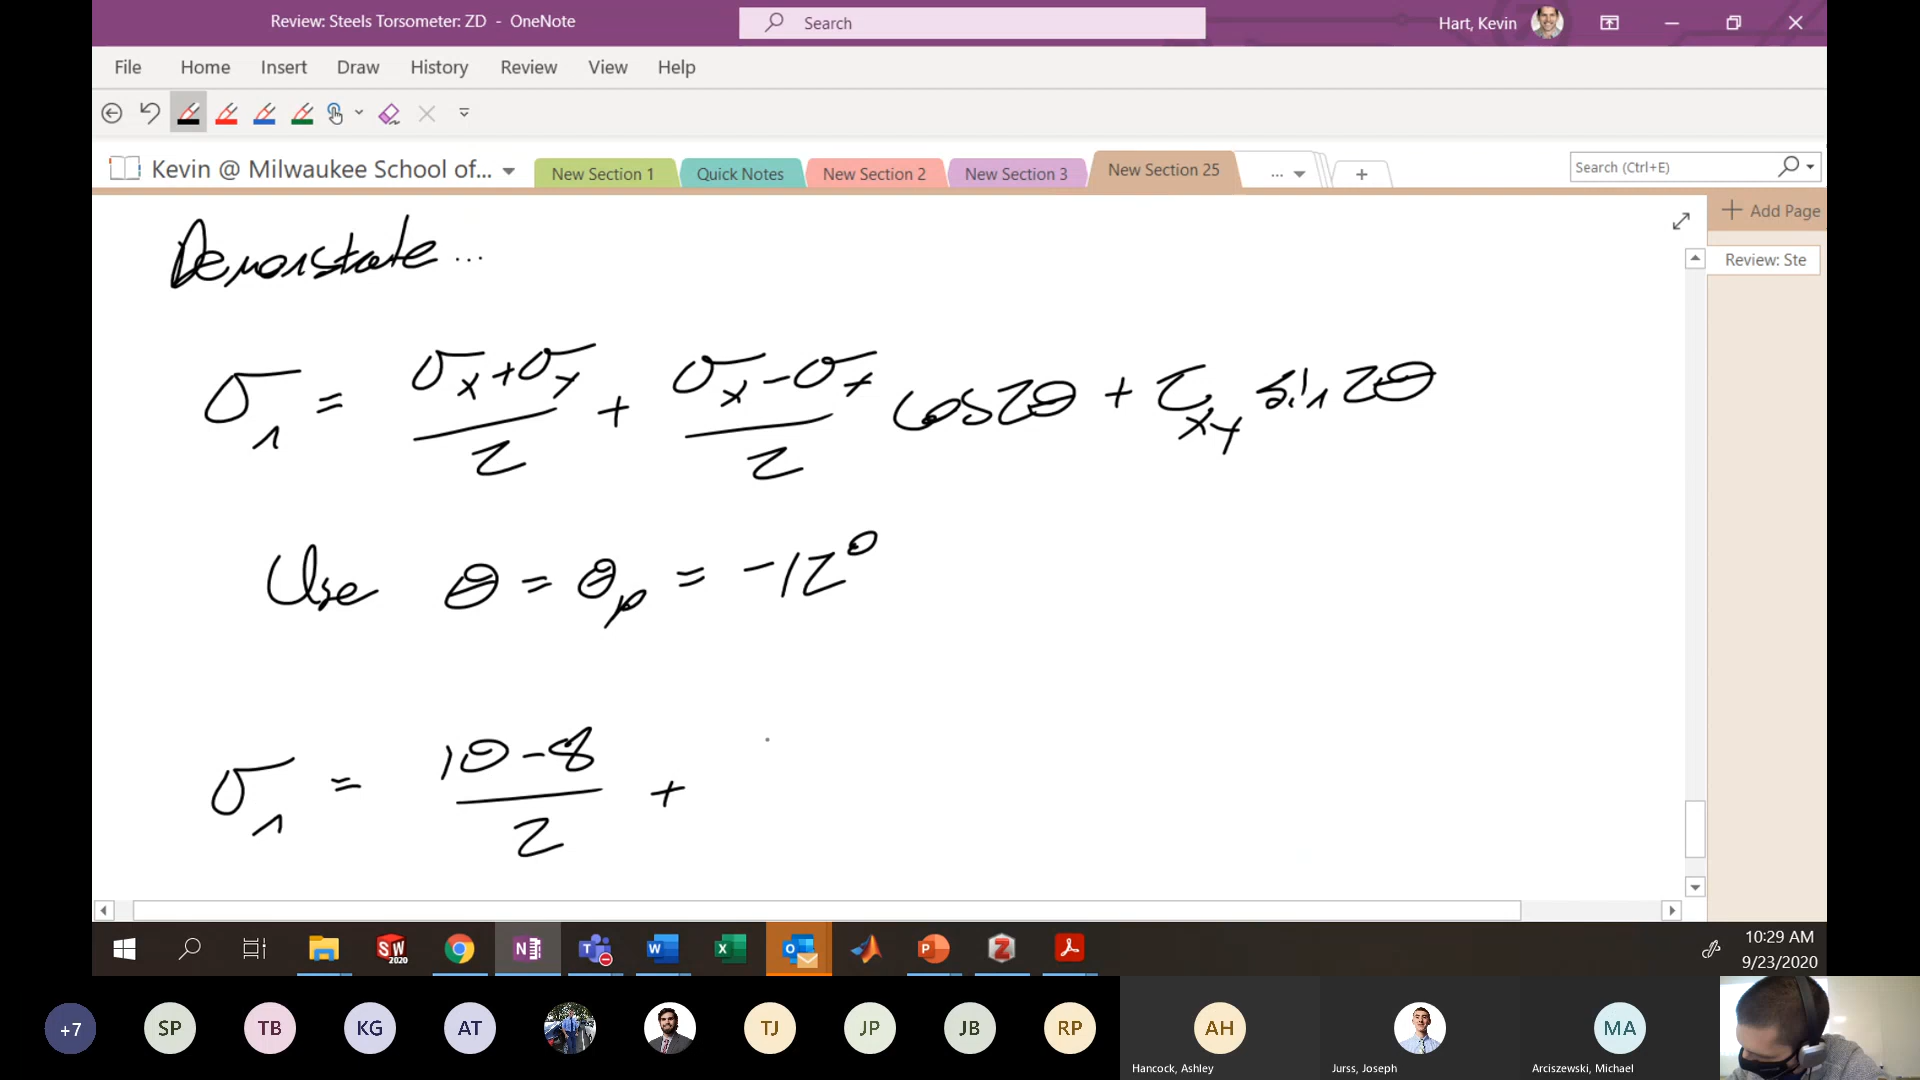 Review: Steels Torsometer: ZD - OneNote
Search
Hart, Kevin
File Home Insert Draw History Review View Help
Kevin @ Milwaukee School of...
New Section 1 Quick Notes New Section 2 New Section 3 New Section 25 ... +
Search (Ctrl+E)
Add Page
Review: Ste
Demonstrate ...
σ₁ = (σx + σy)/2 + (σx - σy)/2 cos2θ + τxy sin2θ
Use θ = θp = -12°
σ₁ = (10 - 8)/2 +
SW 2020 N T W X O P Z
10:29 AM
9/23/2020
+7 SP TB KG AT TJ JP JB RP AH MA
Hancock, Ashley Jurss, Joseph Arciszewski, Michael